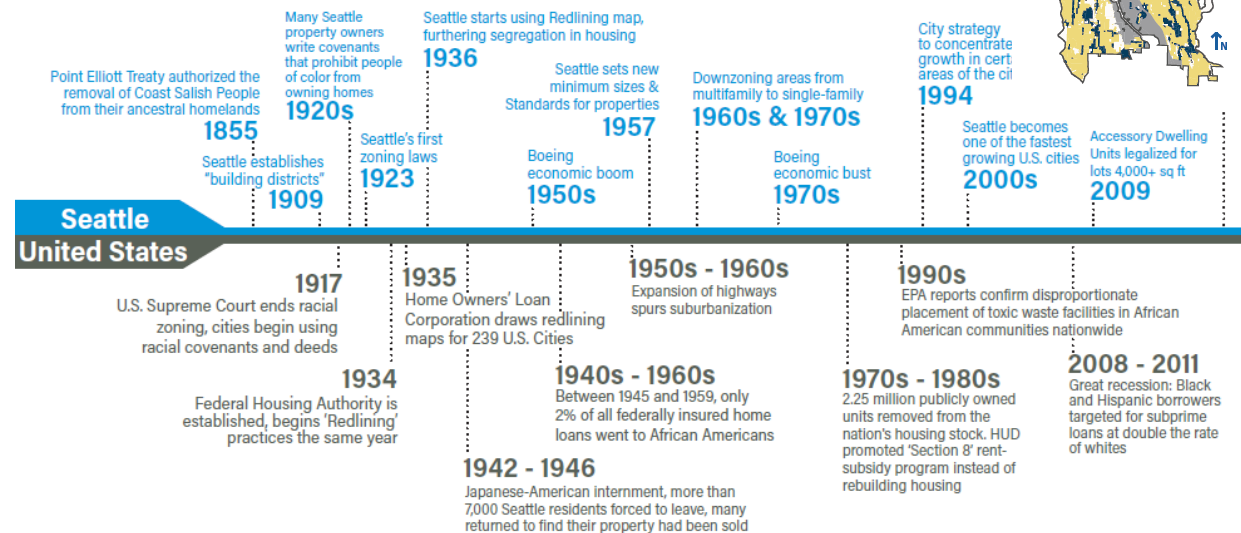 Point Elliott Treaty authorized the
removal of Coast Salish People
from their ancestral homelands
1855
Seattle establishes
"building districts"
1909
Many Seattle
property owners
write covenants
that prohibit people
of color from
owning homes
1920s
Seattle's first
zoning laws
1923
Seattle starts using Redlining map,
furthering segregation in housing
1936
Boeing
economic boom
1950s
Seattle sets new
minimum sizes &
Standards for properties
1957
Downzoning areas from
multifamily to single-family
1960s & 1970s
Boeing
economic bust
1970s
City strategy
to concentrate
growth in
areas of the
1994
Seattle becomes
one of the fastest
growing U.S. cities
2000s
Accessory Dwelling
Units legalized for
lots 4,000+ sq ft
2009
N
Seattle
United States
1917
U.S. Supreme Court ends racial
zoning, cities begin using
racial covenants and deeds
1934
Federal Housing Authority is
established, begins 'Redlining'
practices the same year
1935
Home Owners' Loan
Corporation draws redlining
maps for 239 U.S. Cities
1942 - 1946
Japanese-American internment, more than
7,000 Seattle residents forced to leave, many
returned to find their property had been sold
1940s - 1960s
Between 1945 and 1959, only
2% of all federally insured home
loans went to African Americans
1950s - 1960s
Expansion of highways
spurs suburbanization
1970s - 1980s
2.25 million publicly owned
units removed from the
nation's housing stock. HUD
promoted 'Section 8' rent-
subsidy program instead of
rebuilding housing
1990s
EPA reports confirm disproportionate
placement of toxic waste facilities in African
American communities nationwide
2008 - 2011
Great recession: Black
and Hispanic borrowers
targeted for subprime
loans at double the rate
of whites